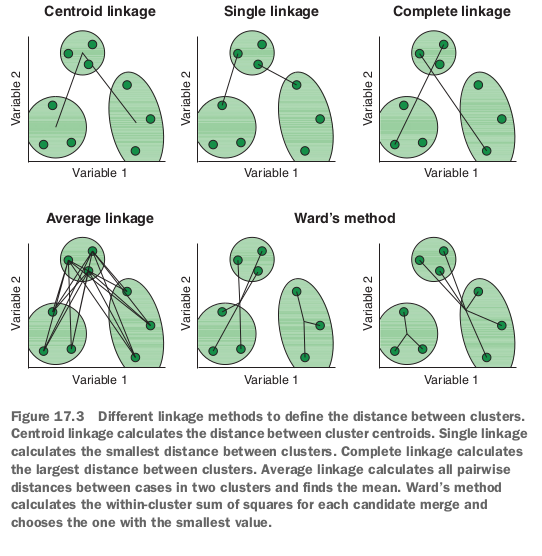 Centroid linkage
Single linkage
Complete linkage
Variable 2
Variable 2
Variable 2
Variable 1
Variable 1
Variable 1
Average linkage
Ward’s method
Variable 2
Variable 2
Variable 2
Variable 1
Variable 1
Variable 1
Figure 17.3 Different linkage methods to define the distance between clusters.
Centroid linkage calculates the distance between cluster centroids. Single linkage
calculates the smallest distance between clusters. Complete linkage calculates
the largest distance between clusters. Average linkage calculates all pairwise
distances between cases in two clusters and finds the mean. Ward’s method
calculates the within-cluster sum of squares for each candidate merge and
chooses the one with the smallest value.